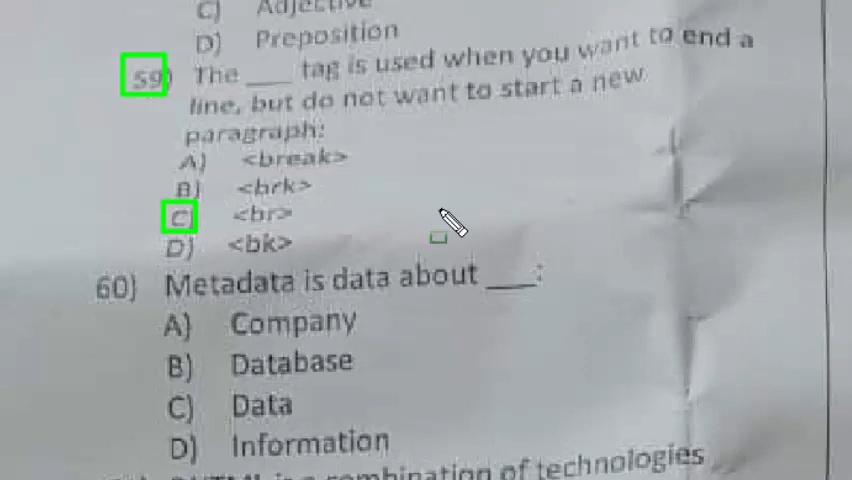 C) Adjective
D) Preposition
59) The ___ tag is used when you want to end a
line, but do not want to start a new
paragraph:
A) <break>
B) <brk>
C) <br>
D) <bk>
60) Metadata is data about ___:
A) Company
B) Database
C) Data
D) Information
is a combination of technologies